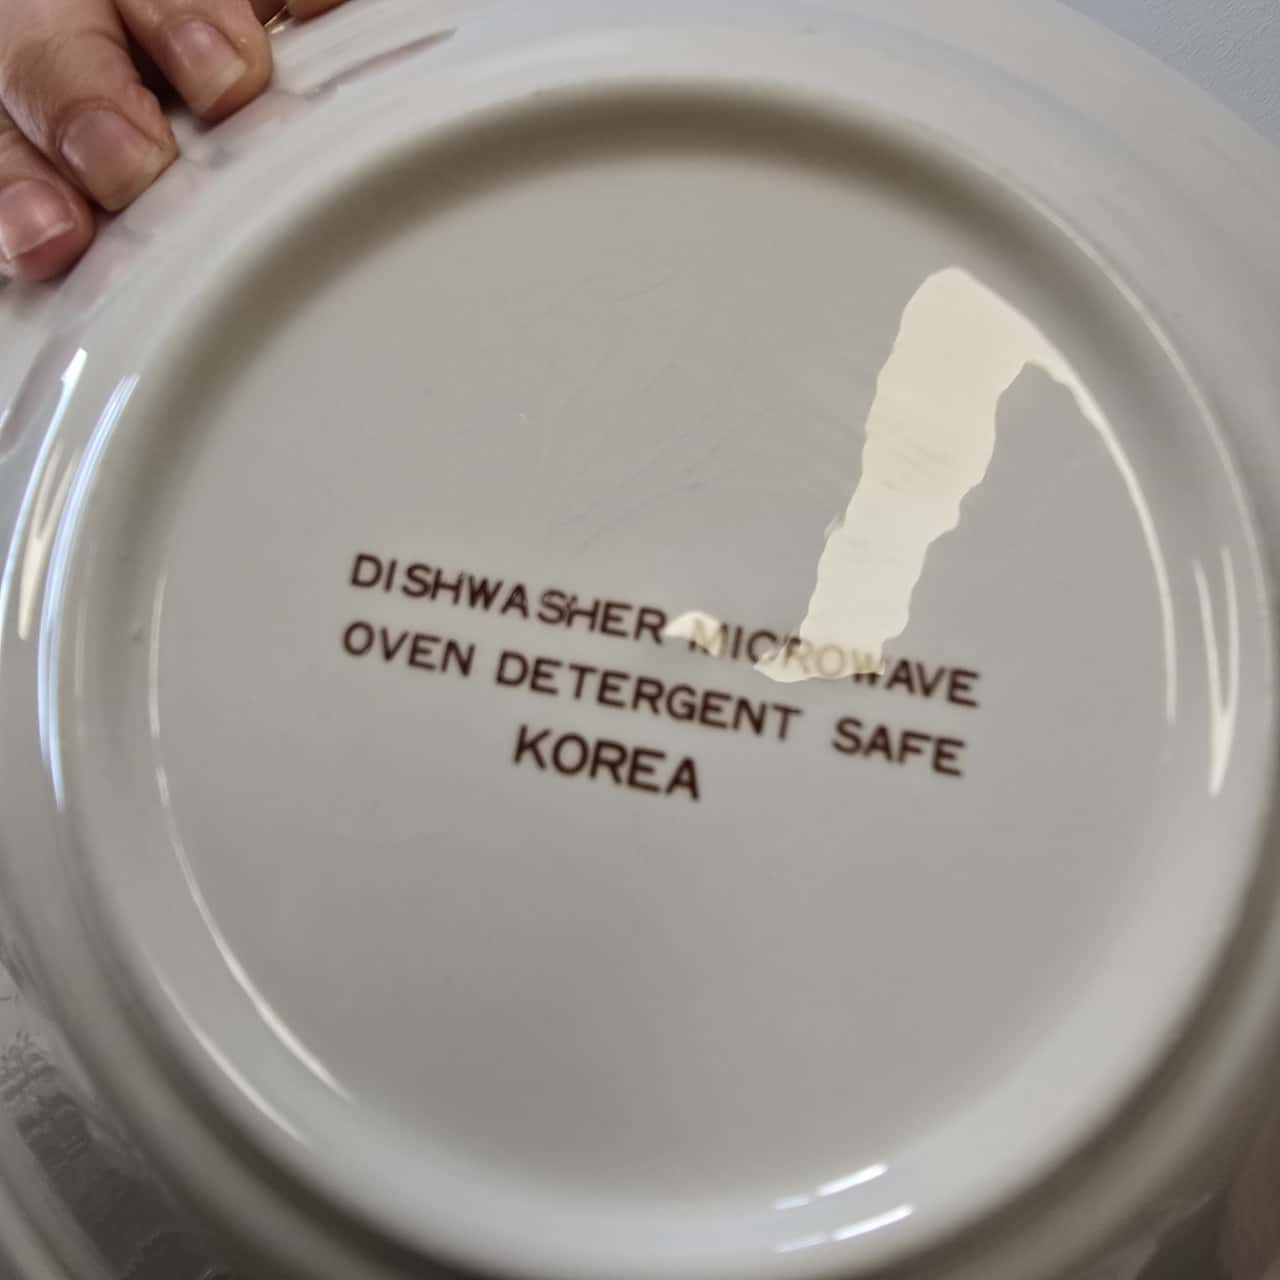 DISHWASHER MICROWAVE
OVEN DETERGENT SAFE
KOREA